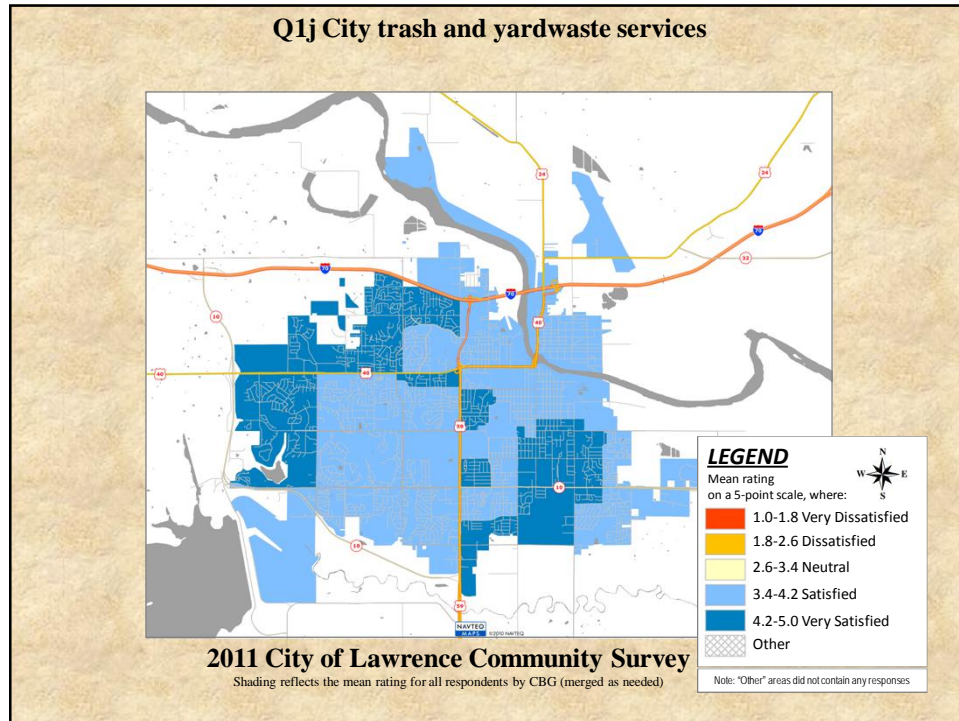 Q1j City trash and yardwaste services
24
24
70
32
70
70
10
40
40
40
59
10
10
59
NAVTEQ
MAPS
©2010 NAVTEQ
LEGEND
Mean rating
on a 5-point scale, where:
N
W E
S
1.0-1.8 Very Dissatisfied
1.8-2.6 Dissatisfied
2.6-3.4 Neutral
3.4-4.2 Satisfied
4.2-5.0 Very Satisfied
Other
2011 City of Lawrence Community Survey
Shading reflects the mean rating for all respondents by CBG (merged as needed)
Note: "Other" areas did not contain any responses